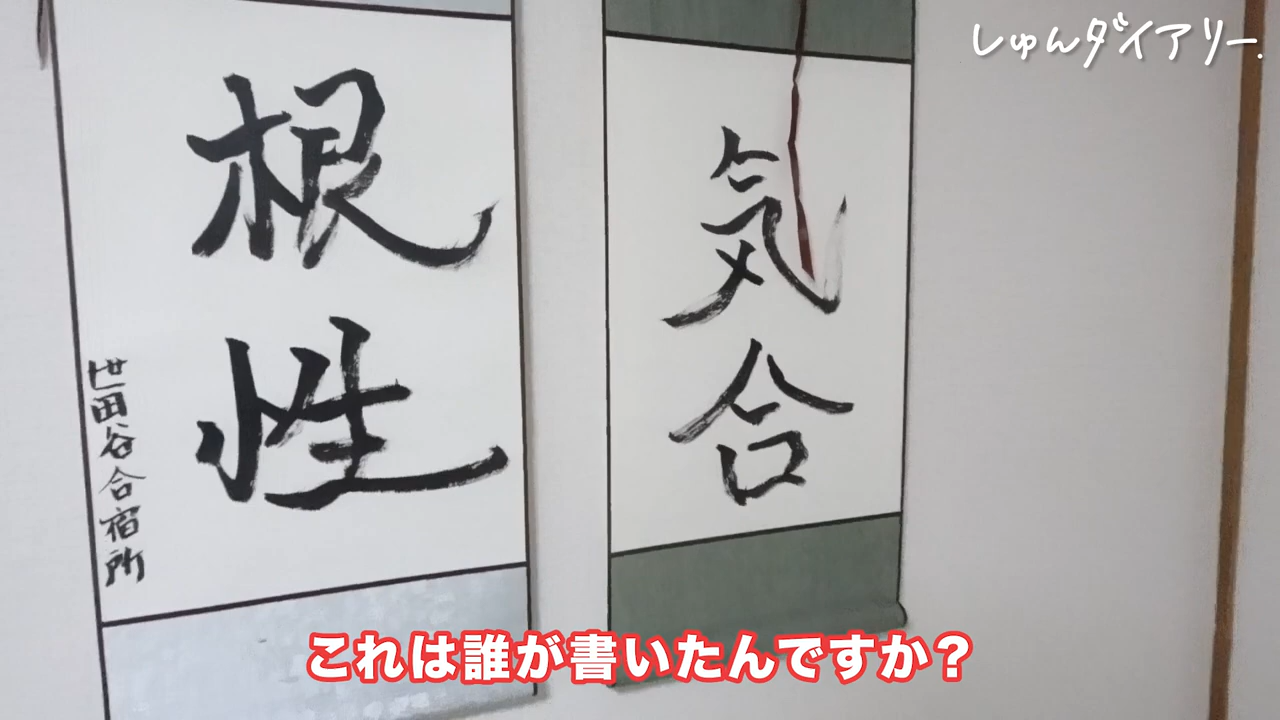 しゅんダイアリー.
気合
根性
世田谷合宿所
これは誰が書いたんですか？